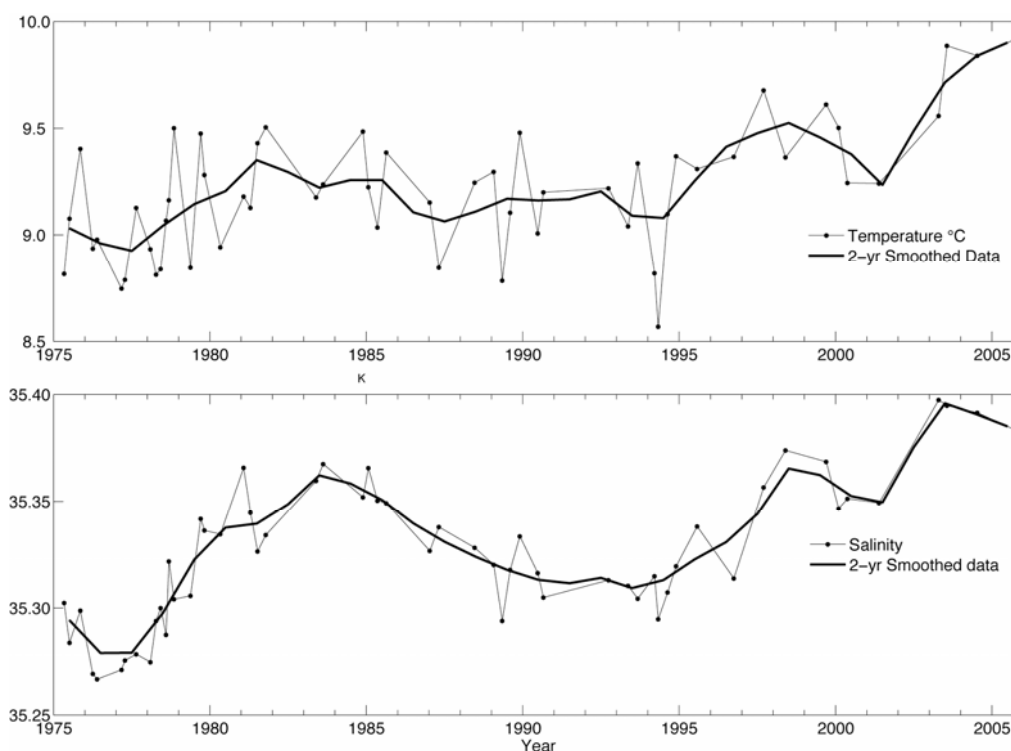 10.0
9.5
9.0
8.5
Temperature °C
2-yr Smoothed Data
1975 1980 1985 1990 1995 2000 2005
K
35.40
35.35
35.30
35.25
Salinity
2-yr Smoothed data
1975 1980 1985 1990 1995 2000 2005
Year